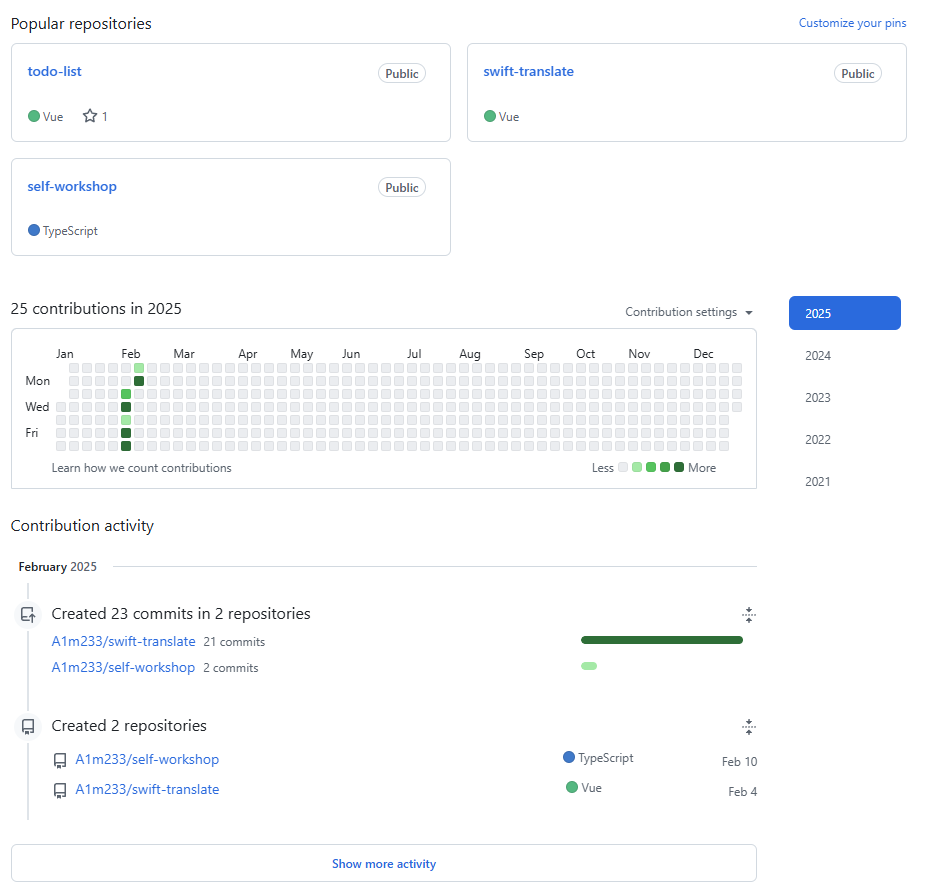 Popular repositories
Customize your pins
todo-list
Public
Vue 1
swift-translate
Public
Vue
self-workshop
Public
TypeScript
25 contributions in 2025
Contribution settings
2025
2024
2023
2022
2021
Jan Feb Mar Apr May Jun Jul Aug Sep Oct Nov Dec
Mon
Wed
Fri
Learn how we count contributions
Less More
Contribution activity
February 2025
Created 23 commits in 2 repositories
A1m233/swift-translate 21 commits
A1m233/self-workshop 2 commits
Created 2 repositories
A1m233/self-workshop TypeScript Feb 10
A1m233/swift-translate Vue Feb 4
Show more activity